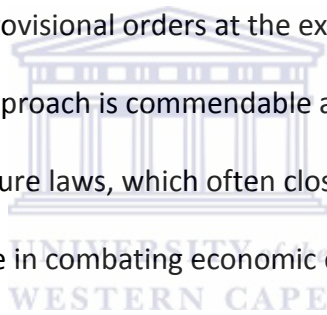 ovisional orders at the ex
proach is commendable a
ure laws, which often clos
UNIVERSITY of the
e in combating economic
WESTERN CAPE